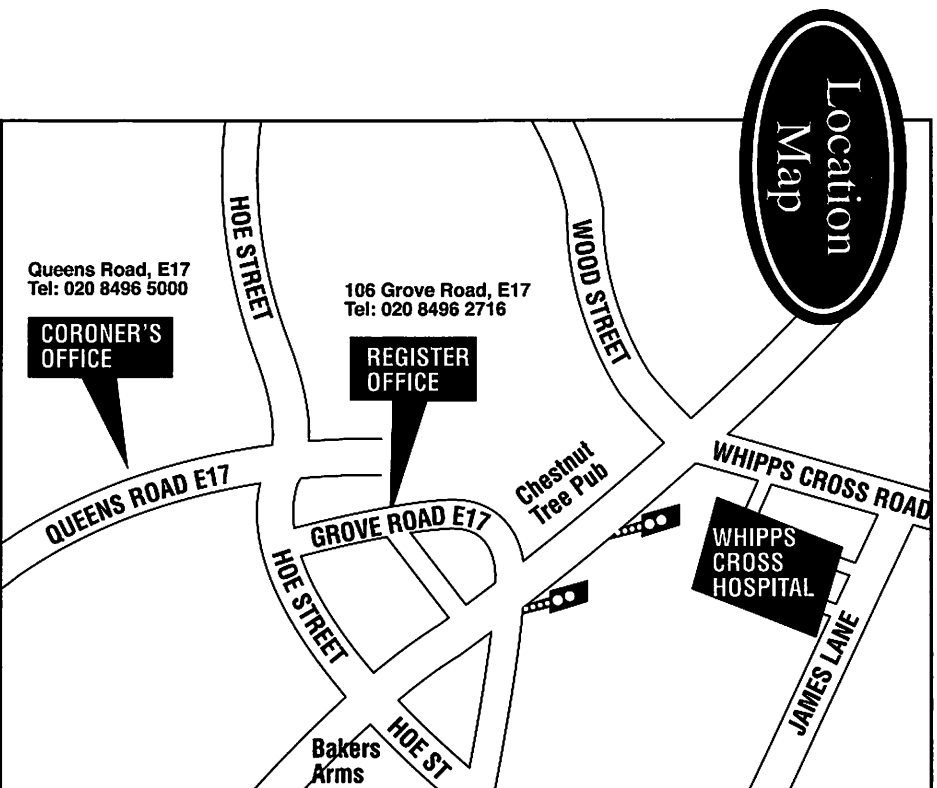 Location
Map
HOE STREET
WOOD STREET
Queens Road, E17
Tel: 020 8496 5000
CORONER'S
OFFICE
106 Grove Road, E17
Tel: 020 8496 2716
REGISTER
OFFICE
QUEENS ROAD E17
GROVE ROAD E17
Chestnut
Tree Pub
WHIPPS CROSS ROAD
WHIPPS
CROSS
HOSPITAL
HOE STREET
JAMES LANE
HOE ST
Bakers
Arms